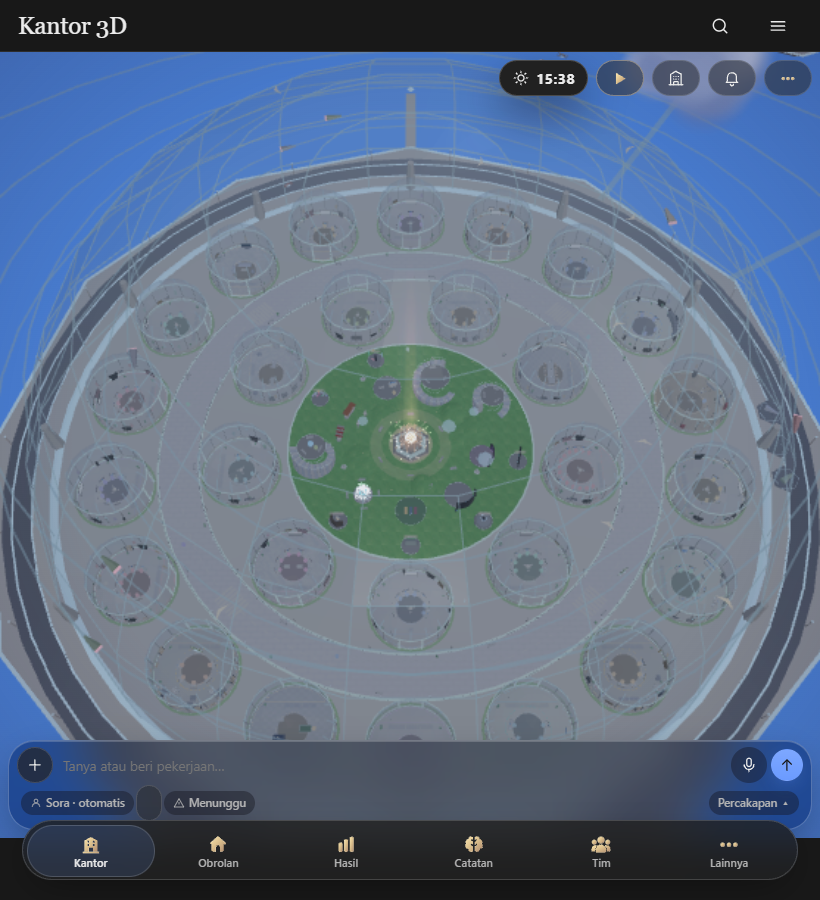 Kantor 3D
15:38
Tanya atau beri pekerjaan...
Sora · otomatis
Menunggu
Percakapan
Kantor
Obrolan
Hasil
Catatan
Tim
Lainnya